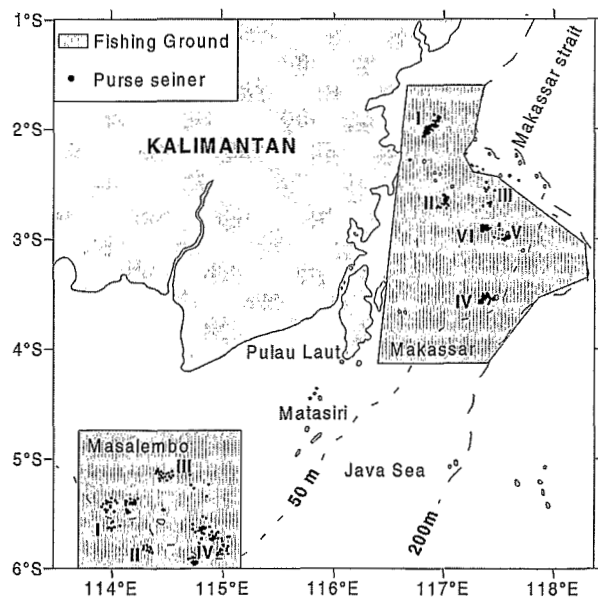 1°S
2°S
3°S
4°S
5°S
6°S
Fishing Ground
Purse seiner
KALIMANTAN
Makassar strait
I
II
III
VI
V
IV
Makassar
Pulau Laut
Matasiri
Masalembo
III
I
II
IV
50 m
Java Sea
200m
114°E
115°E
116°E
117°E
118°E